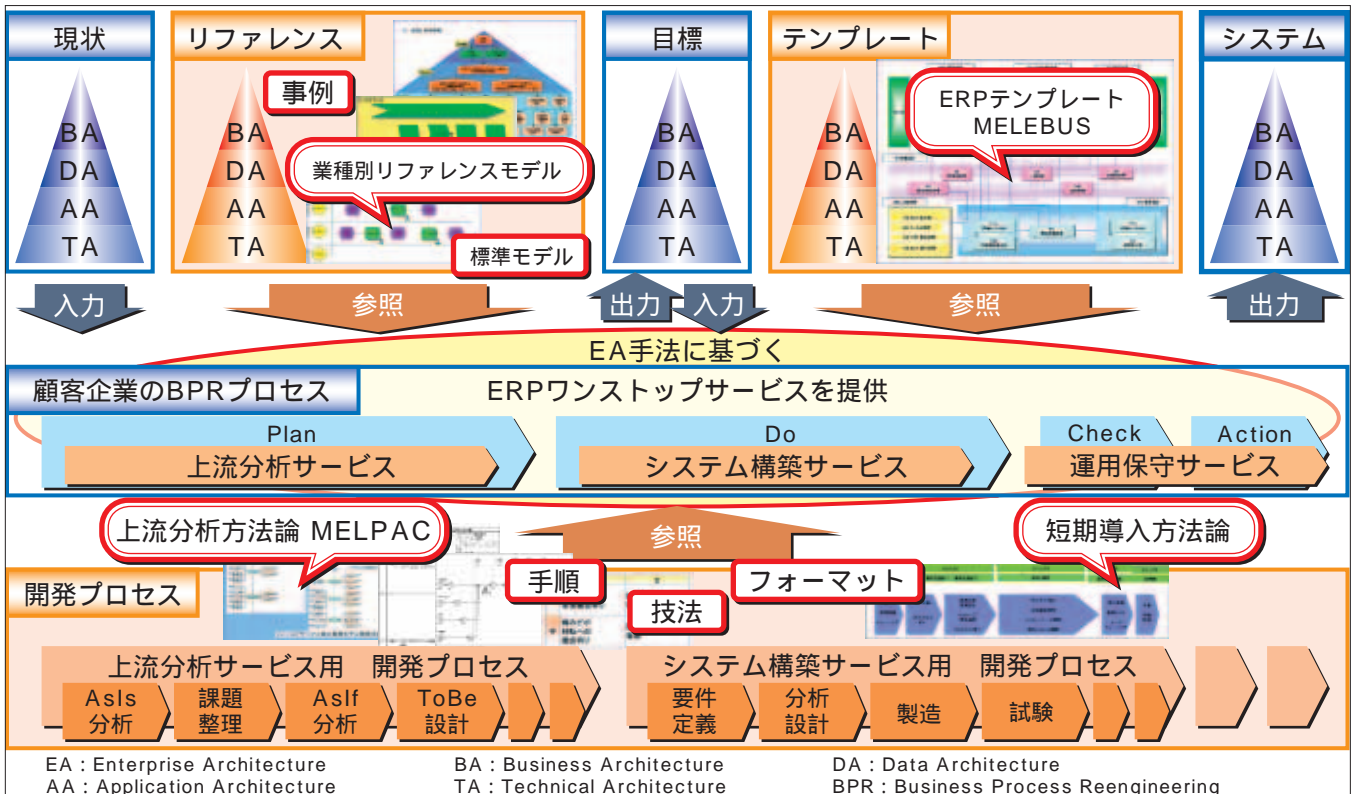 現状
BA
DA
AA
TA
リファレンス
BA
DA
AA
TA
事例
業種別リファレンスモデル
標準モデル
目標
BA
DA
AA
TA
テンプレート
BA
DA
AA
TA
ERPテンプレート
MELEBUS
システム
BA
DA
AA
TA
入力
参照
出力
入力
参照
出力
EA手法に基づく
顧客企業のBPRプロセス
ERPワンストップサービスを提供
Plan
上流分析サービス
Do
システム構築サービス
Check
Action
運用保守サービス
上流分析方法論 MELPAC
参照
短期導入方法論
手順
技法
フォーマット
開発プロセス
上流分析サービス用 開発プロセス
AsIs
分析
課題
整理
AsIf
分析
ToBe
設計
システム構築サービス用 開発プロセス
要件
定義
分析
設計
製造
試験
EA：Enterprise Architecture
BA：Business Architecture
DA：Data Architecture
AA：Application Architecture
TA：Technical Architecture
BPR：Business Process Reengineering